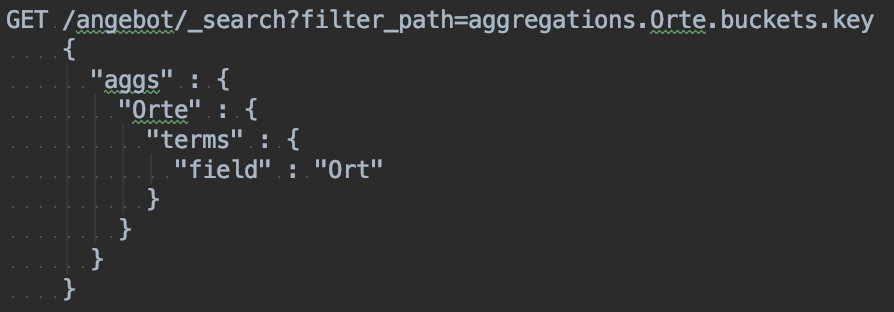 GET /angebot/_search?filter_path=aggregations.Orte.buckets.key
{
"aggs" : {
"Orte" : {
"terms" : {
"field" : "Ort"
}
}
}
}